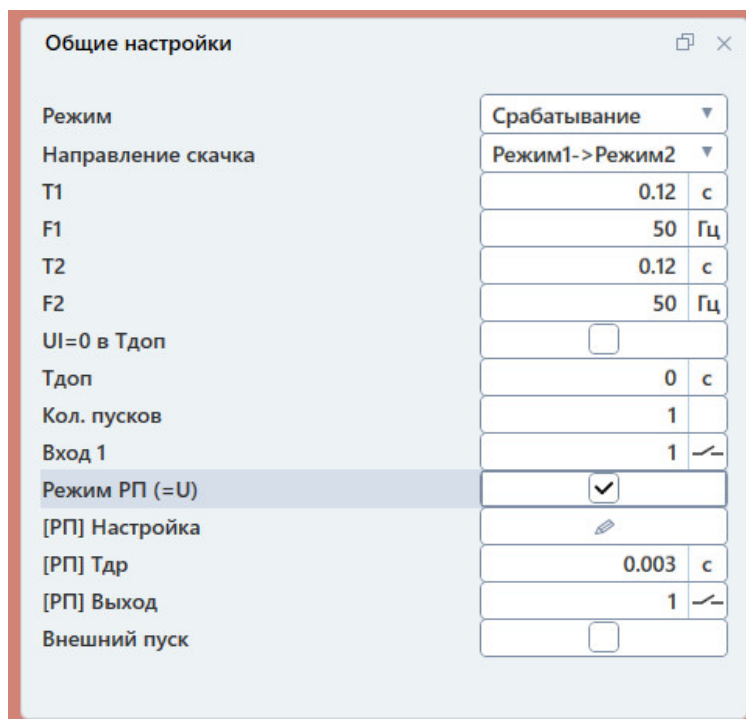 Общие настройки
Режим Срабатывание
Направление скачка Режим1->Режим2
T1 0.12 с
F1 50 Гц
T2 0.12 с
F2 50 Гц
UI=0 в Тдоп
Тдоп 0 с
Кол. пусков 1
Вход 1 1
Режим РП (=U)
[РП] Настройка
[РП] Тдр 0.003 с
[РП] Выход 1
Внешний пуск